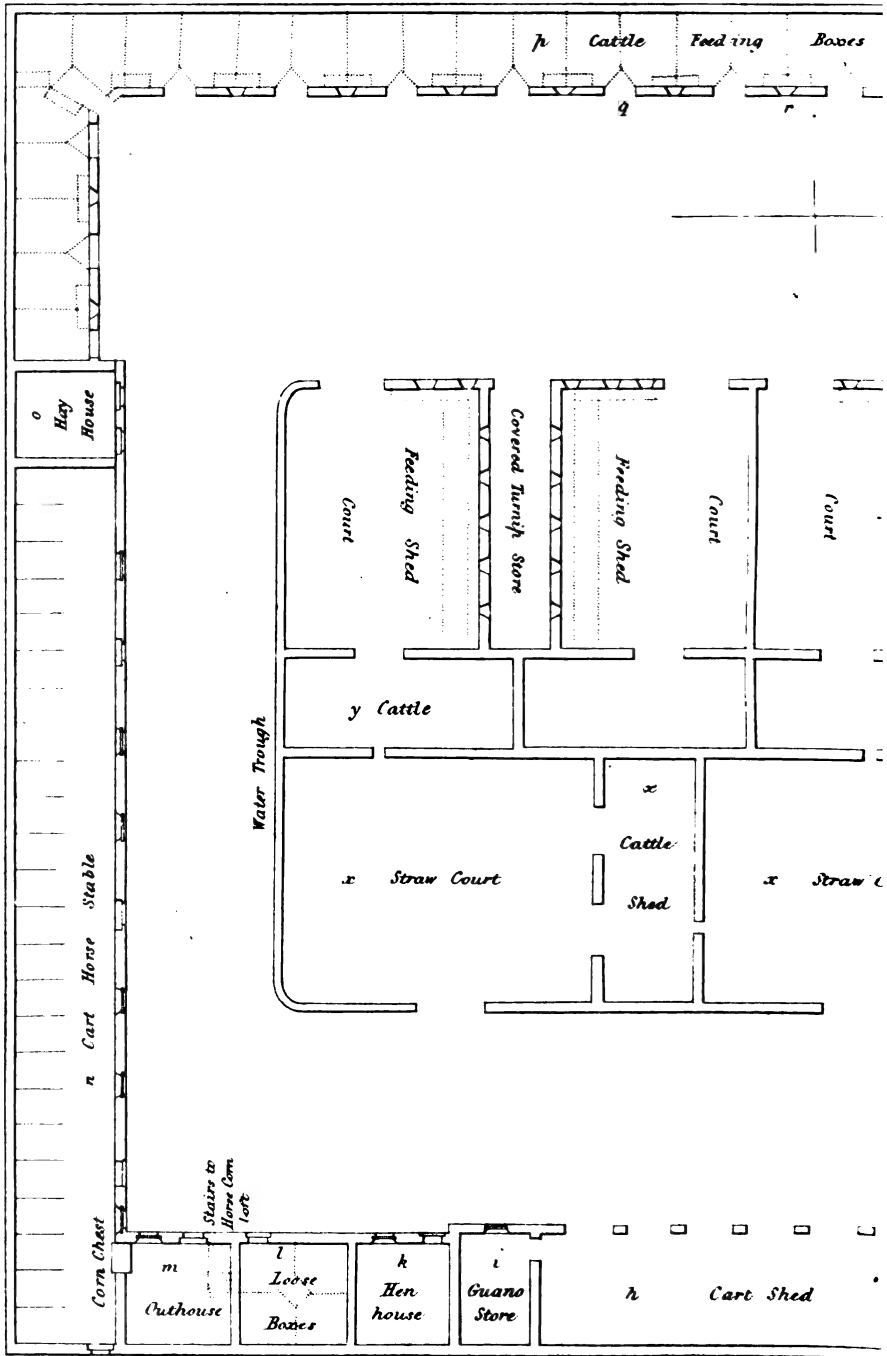 p Cattle Feeding Boxes
q r
o Hay House
Court
Feeding Shed
Covered Turnip Store
Feeding Shed
Court
Court
y Cattle
Water Trough
x
Cattle
Shed
x Straw Court
x Straw
n Cart Horse Stable
Stairs to
Horse Corn
loft
Corn Chest
m
Outhouse
l
Loose
Boxes
k
Hen
house
i
Guano
Store
h Cart Shed